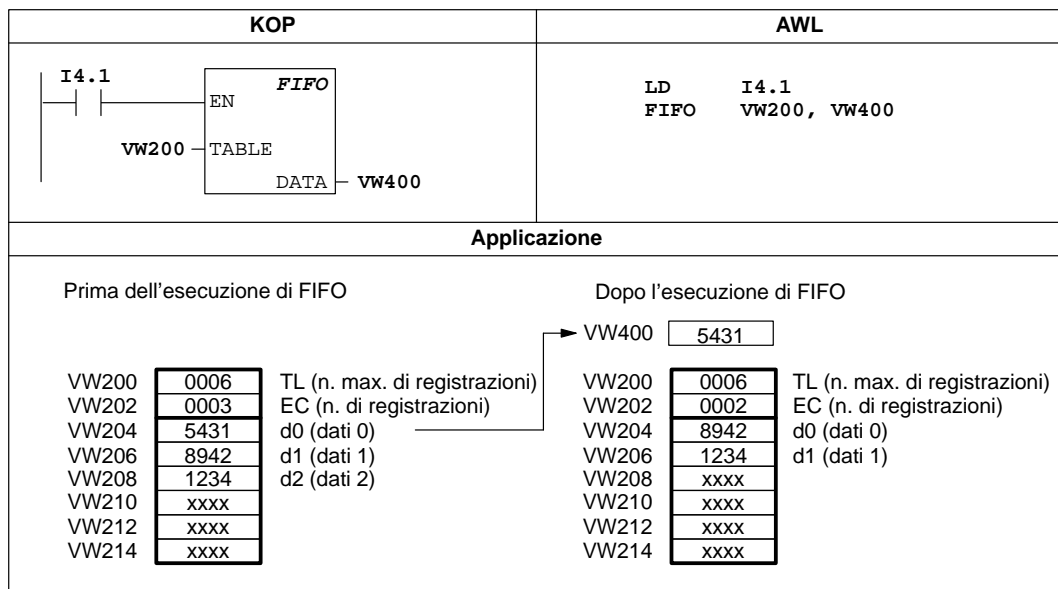 KOP
AWL
I4.1
FIFO
EN
VW200
TABLE
DATA
VW400
LD I4.1
FIFO VW200, VW400
Applicazione
Prima dell'esecuzione di FIFO
Dopo l'esecuzione di FIFO
VW400 5431
VW200 0006 TL (n. max. di registrazioni)
VW202 0003 EC (n. di registrazioni)
VW204 5431 d0 (dati 0)
VW206 8942 d1 (dati 1)
VW208 1234 d2 (dati 2)
VW210 xxxx
VW212 xxxx
VW214 xxxx
VW200 0006 TL (n. max. di registrazioni)
VW202 0002 EC (n. di registrazioni)
VW204 8942 d0 (dati 0)
VW206 1234 d1 (dati 1)
VW208 xxxx
VW210 xxxx
VW212 xxxx
VW214 xxxx